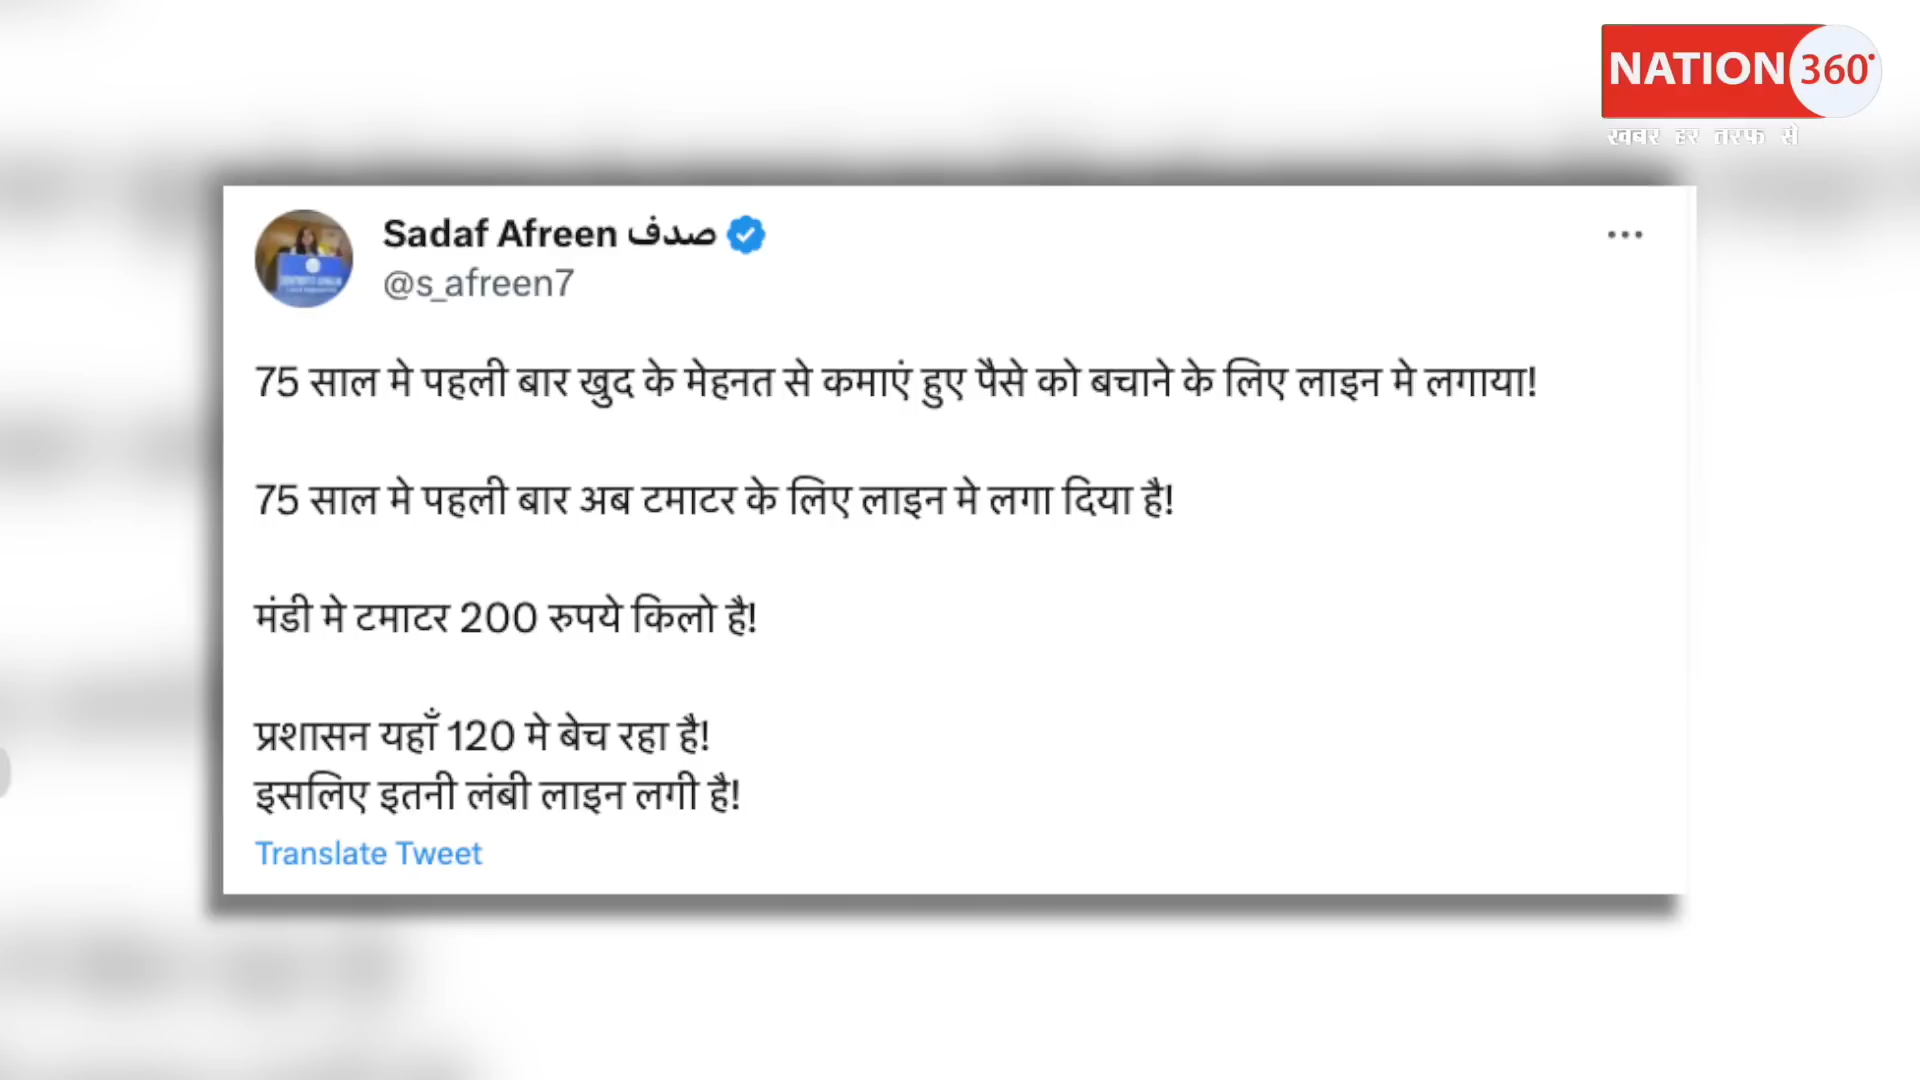 NATION 360°
खबर हर तरफ से
Sadaf Afreen صدف
@s_afreen7
75 साल मे पहली बार खुद के मेहनत से कमाएं हुए पैसे को बचाने के लिए लाइन मे लगाया!
75 साल मे पहली बार अब टमाटर के लिए लाइन मे लगा दिया है!
मंडी मे टमाटर 200 रुपये किलो है!
प्रशासन यहाँ 120 मे बेच रहा है!
इसलिए इतनी लंबी लाइन लगी है!
Translate Tweet